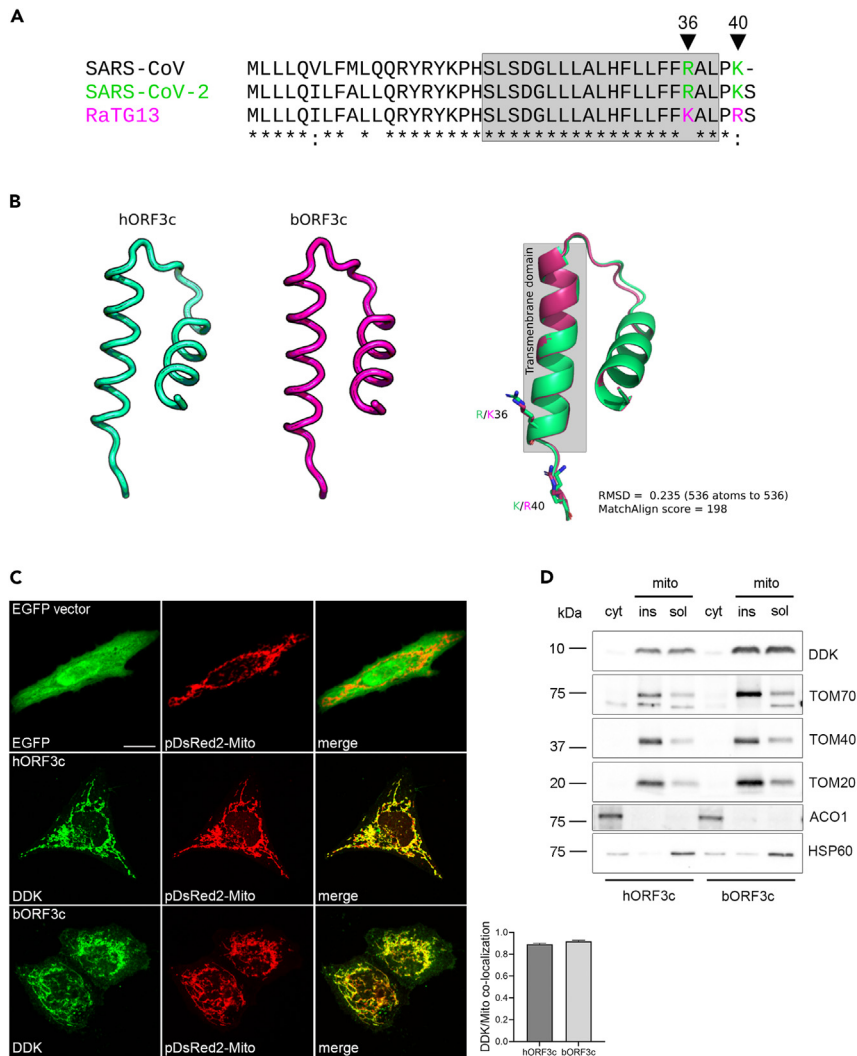 A
36 40
SARS-CoV MLLLQVLFMLQQRYRYKPHSLSDGLLLALHFLLFFRALPK-
SARS-CoV-2 MLLLQILFALLQRYRYKPHSLSDGLLLALHFLLFFRALPKS
RaTG13 MLLLQILFALLQRYRYKPHSLSDGLLLALHFLLFFKALPRS
*****:** * ************************ ***:
B
hORF3c
bORF3c
Transmembrane domain
R/K36
K/R40
RMSD = 0.235 (536 atoms to 536)
MatchAlign score = 198
C
EGFP vector
EGFP
pDsRed2-Mito
merge
hORF3c
DDK
pDsRed2-Mito
merge
bORF3c
DDK
pDsRed2-Mito
merge
D
mito mito
kDa cyt ins sol cyt ins sol
10 DDK
75 TOM70
37 TOM40
20 TOM20
75 ACO1
75 HSP60
hORF3c bORF3c
DDK/Mito co-localization
1.0
0.8
0.6
0.4
0.2
0
hORF3c bORF3c